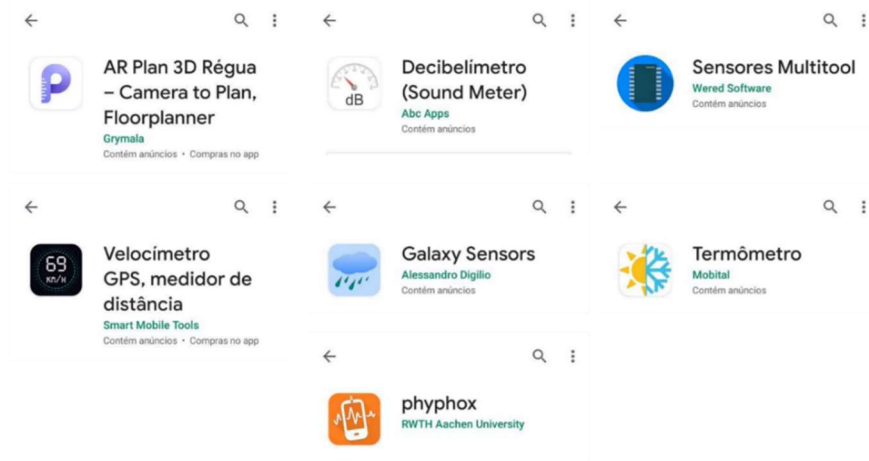 AR Plan 3D Régua
– Camera to Plan,
Floorplanner
Grymala
Contém anúncios • Compras no app
dB
Decibelímetro
(Sound Meter)
Abc Apps
Contém anúncios
Sensores Multitool
Wered Software
Contém anúncios
69
KM/H
Velocímetro
GPS, medidor de
distância
Smart Mobile Tools
Contém anúncios • Compras no app
Galaxy Sensors
Alessandro Digilio
Contém anúncios
Termômetro
Mobital
Contém anúncios
phyphox
RWTH Aachen University